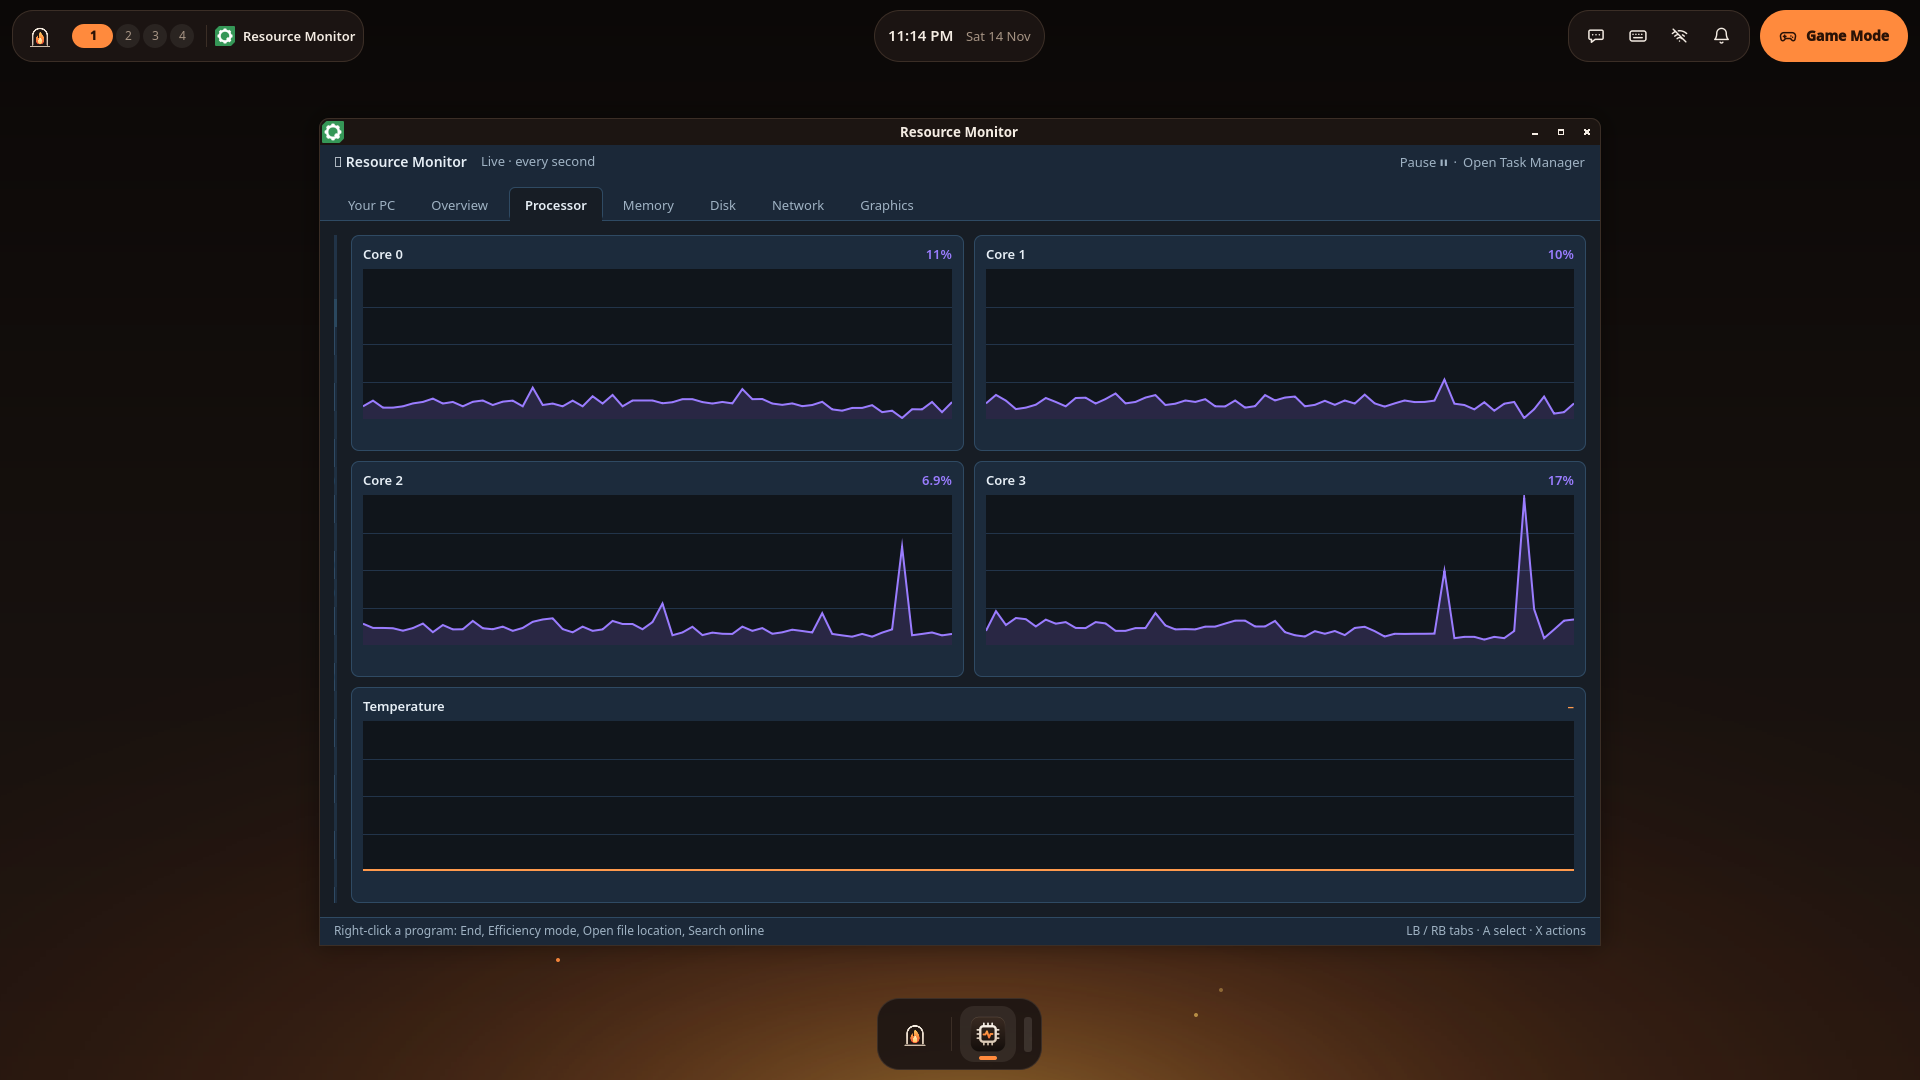 1 2 3 4 Resource Monitor 11:14 PM Sat 14 Nov Game Mode
Resource Monitor
Resource Monitor Live · every second Pause · Open Task Manager
Your PC Overview Processor Memory Disk Network Graphics
Core 0 11% Core 1 10%
Core 2 6.9% Core 3 17%
Temperature –
Right-click a program: End, Efficiency mode, Open file location, Search online LB / RB tabs · A select · X actions